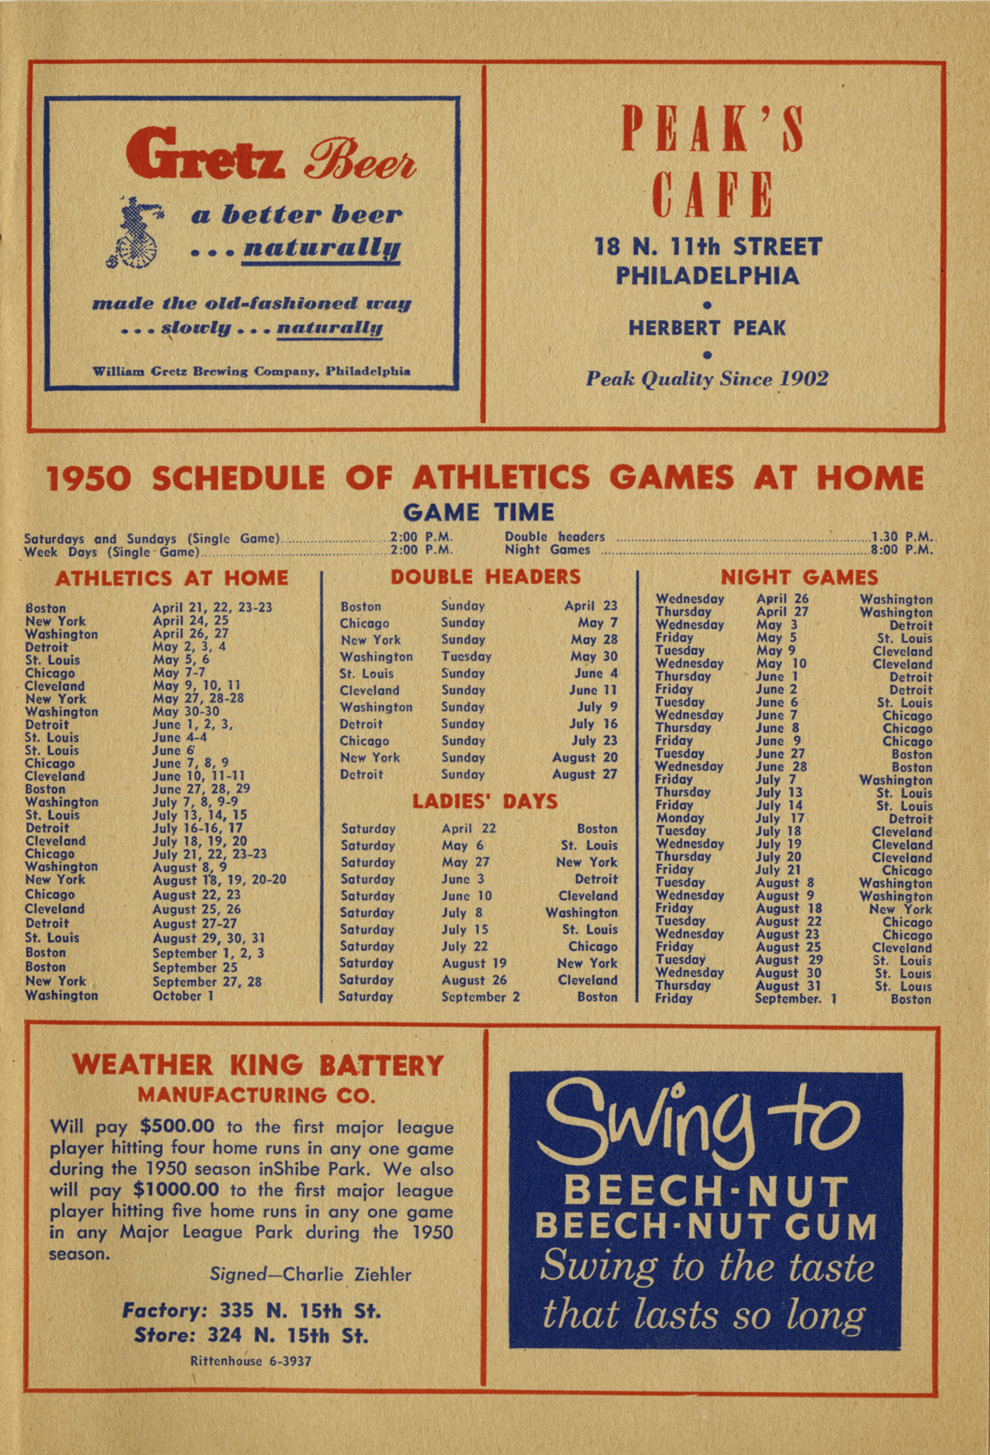 Gretz Beer
a better beer
... naturally
made the old-fashioned way
... slowly ... naturally
William Gretz Brewing Company, Philadelphia
PEAK'S
CAFE
18 N. 11th STREET
PHILADELPHIA
•
HERBERT PEAK
•
Peak Quality Since 1902
1950 SCHEDULE OF ATHLETICS GAMES AT HOME
GAME TIME
Saturdays and Sundays (Single Game)........................2:00 P.M.
Week Days (Single Game)........................2:00 P.M.
Double headers ........................1.30 P.M.
Night Games ........................8:00 P.M.
ATHLETICS AT HOME
Boston April 21, 22, 23-23
New York April 24, 25
Washington April 26, 27
Detroit May 2, 3, 4
St. Louis May 5, 6
Chicago May 7-7
Cleveland May 9, 10, 11
New York May 27, 28-28
Washington May 30-30
Detroit June 1, 2, 3,
St. Louis June 4-4
St. Louis June 6
Chicago June 7, 8, 9
Cleveland June 10, 11-11
Boston June 27, 28, 29
Washington July 7, 8, 9-9
St. Louis July 13, 14, 15
Detroit July 16-16, 17
Cleveland July 18, 19, 20
Chicago July 21, 22, 23-23
Washington August 8, 9
New York August 18, 19, 20-20
Chicago August 22, 23
Cleveland August 25, 26
Detroit August 27-27
St. Louis August 29, 30, 31
Boston September 1, 2, 3
Boston September 25
New York September 27, 28
Washington October 1
DOUBLE HEADERS
Boston Sunday April 23
Chicago Sunday May 7
New York Sunday May 28
Washington Tuesday May 30
St. Louis Sunday June 4
Cleveland Sunday June 11
Washington Sunday July 9
Detroit Sunday July 16
Chicago Sunday July 23
New York Sunday August 20
Detroit Sunday August 27
LADIES' DAYS
Saturday April 22 Boston
Saturday May 6 St. Louis
Saturday May 27 New York
Saturday June 3 Detroit
Saturday June 10 Cleveland
Saturday July 8 Washington
Saturday July 15 St. Louis
Saturday July 22 Chicago
Saturday August 19 New York
Saturday August 26 Cleveland
Saturday September 2 Boston
NIGHT GAMES
Wednesday April 26 Washington
Thursday April 27 Washington
Wednesday May 3 Detroit
Friday May 5 St. Louis
Tuesday May 9 Cleveland
Wednesday May 10 Cleveland
Thursday June 1 Detroit
Friday June 2 Detroit
Tuesday June 6 St. Louis
Wednesday June 7 Chicago
Thursday June 8 Chicago
Friday June 9 Chicago
Tuesday June 27 Boston
Wednesday June 28 Boston
Friday July 7 Washington
Thursday July 13 St. Louis
Friday July 14 St. Louis
Monday July 17 Detroit
Tuesday July 18 Cleveland
Wednesday July 19 Cleveland
Thursday July 20 Cleveland
Friday July 21 Chicago
Tuesday August 8 Washington
Wednesday August 9 Washington
Friday August 18 New York
Tuesday August 22 Chicago
Wednesday August 23 Chicago
Friday August 25 Cleveland
Tuesday August 29 St. Louis
Wednesday August 30 St. Louis
Thursday August 31 St. Louis
Friday September. 1 Boston
WEATHER KING BATTERY
MANUFACTURING CO.
Will pay $500.00 to the first major league
player hitting four home runs in any one game
during the 1950 season inShibe Park. We also
will pay $1000.00 to the first major league
player hitting five home runs in any one game
in any Major League Park during the 1950
season.
Signed—Charlie Ziehler
Factory: 335 N. 15th St.
Store: 324 N. 15th St.
Rittenhouse 6-3937
Swing to
BEECH-NUT
BEECH-NUT GUM
Swing to the taste
that lasts so long